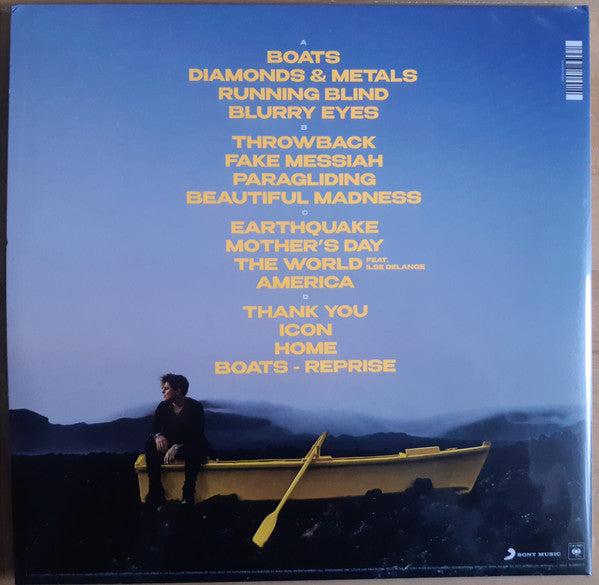 A
BOATS
DIAMONDS & METALS
RUNNING BLIND
BLURRY EYES
B
THROWBACK
FAKE MESSIAH
PARAGLIDING
BEAUTIFUL MADNESS
C
EARTHQUAKE
MOTHER'S DAY
THE WORLD FEAT. ILSE DELANGE
AMERICA
D
THANK YOU
ICON
HOME
BOATS - REPRISE
SONY MUSIC